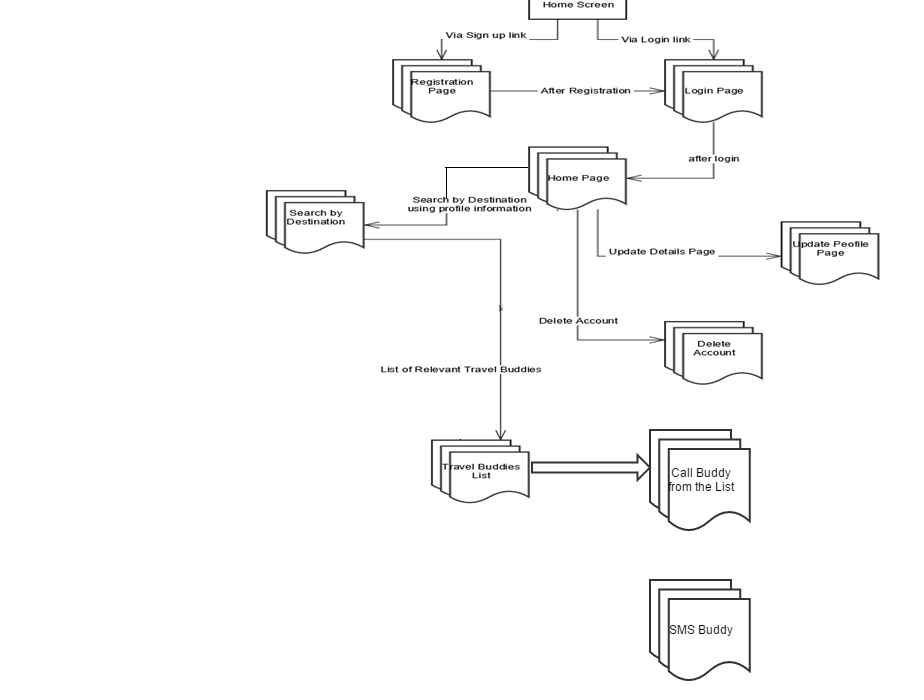 Home Screen
Via Sign up link
Via Login link
Registration
Page
After Registration
Login Page
after login
Home Page
Search by Destination
using profile information
Search by
Destination
Update Details Page
Update Peofile
Page
Delete Account
Delete
Account
List of Relevant Travel Buddies
Travel Buddies
List
Call Buddy
from the List
SMS Buddy